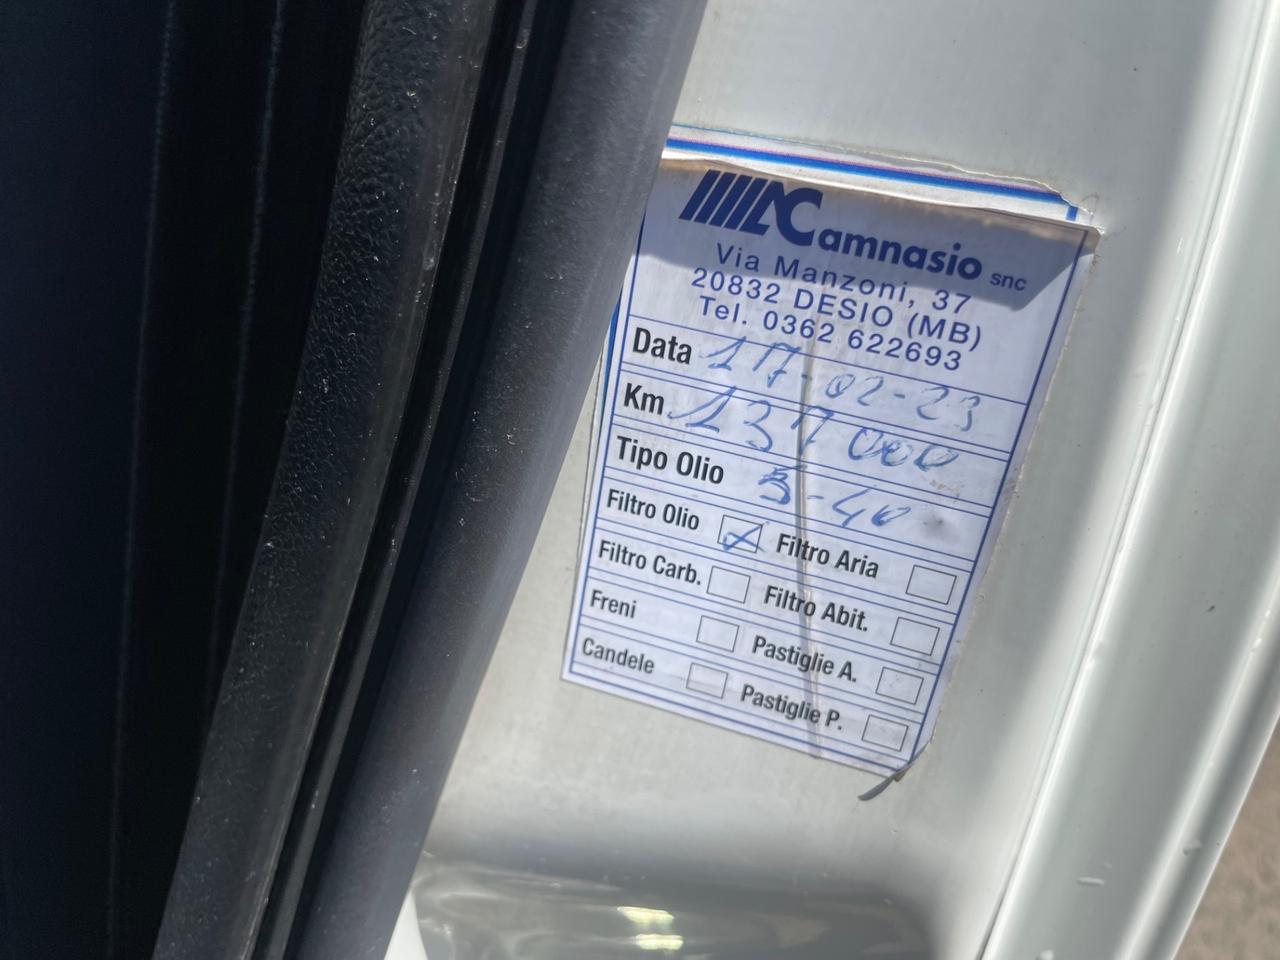 Camnasio snc
Via Manzoni, 37
20832 DESIO (MB)
Tel. 0362 622693
Data 17-02-23
Km 137000
Tipo Olio 5-40
Filtro Olio Filtro Aria
Filtro Carb. Filtro Abit.
Freni Pastiglie A.
Candele Pastiglie P.